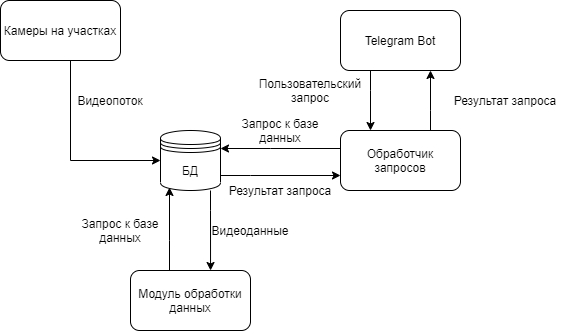 Камеры на участках
Telegram Bot
Видеопоток
Пользовательский
запрос
Результат запроса
Запрос к базе
данных
Обработчик
запросов
БД
Результат запроса
Запрос к базе
данных
Видеоданные
Модуль обработки
данных